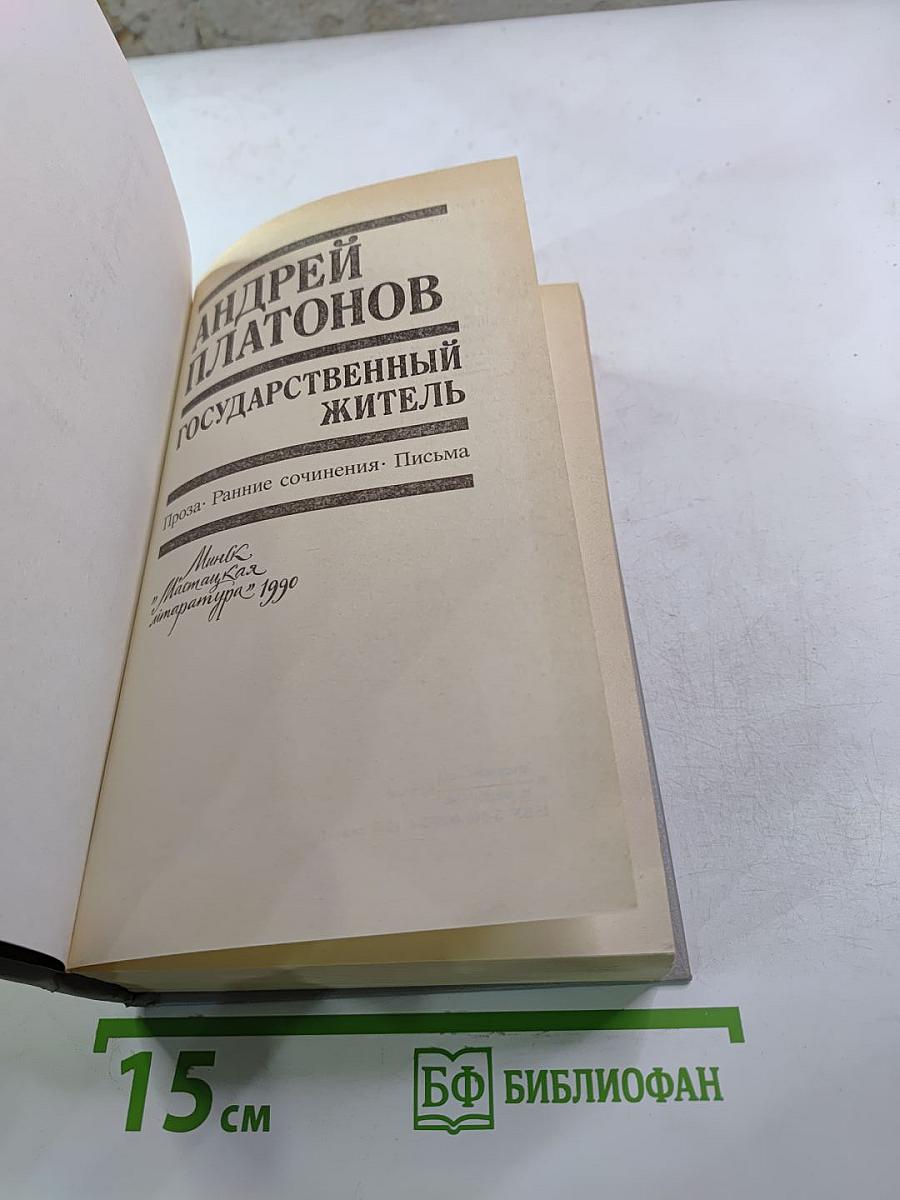 АНДРЕЙ
ПЛАТОНОВ
ГОСУДАРСТВЕННЫЙ
ЖИТЕЛЬ
Проза· Ранние сочинения· Письма
Минск
„Мастацкая
літаратура" 1990
15 см
БФ БИБЛИОФАН